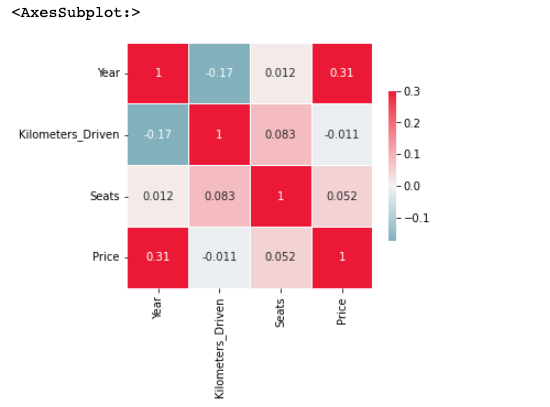 <AxesSubplot:>
Year 1 -0.17 0.012 0.31
Kilometers_Driven -0.17 1 0.083 -0.011
Seats 0.012 0.083 1 0.052
Price 0.31 -0.011 0.052 1
Year Kilometers_Driven Seats Price
0.3
0.2
0.1
0.0
−0.1